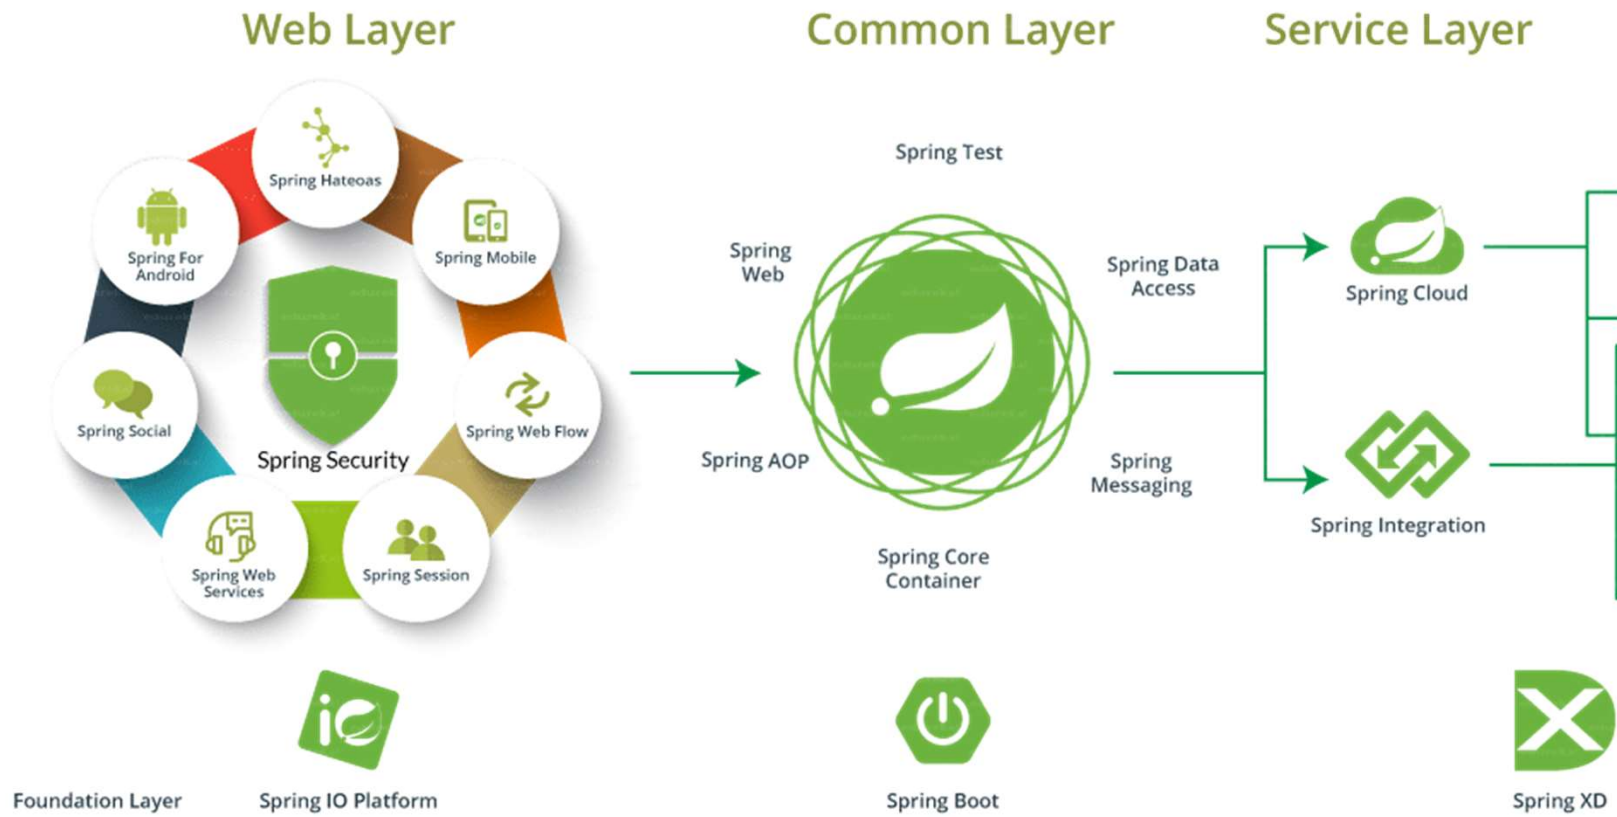 Web Layer
Common Layer
Service Layer
Spring Hateoas
Spring For
Android
Spring Mobile
Spring Social
Spring Web Flow
Spring Security
Spring Web
Services
Spring Session
Spring Test
Spring
Web
Spring Data
Access
Spring AOP
Spring
Messaging
Spring Core
Container
Spring Cloud
Spring Integration
io
Foundation Layer
Spring IO Platform
Spring Boot
X
Spring XD